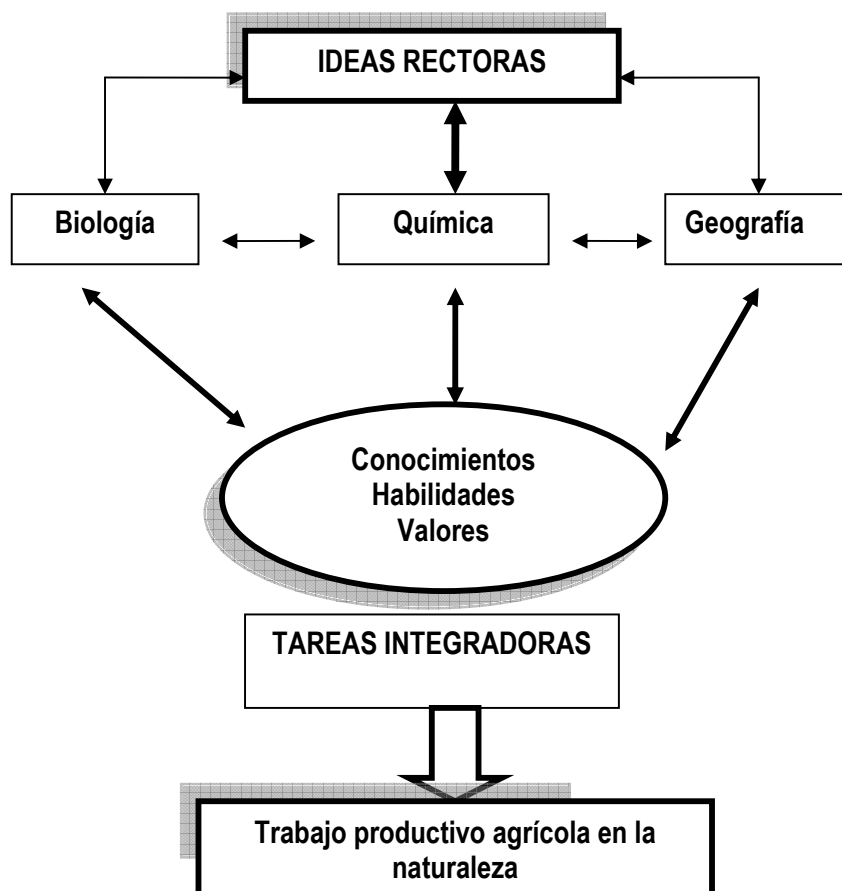 IDEAS RECTORAS
Biología
Química
Geografía
Conocimientos
Habilidades
Valores
TAREAS INTEGRADORAS
Trabajo productivo agrícola en la
naturaleza